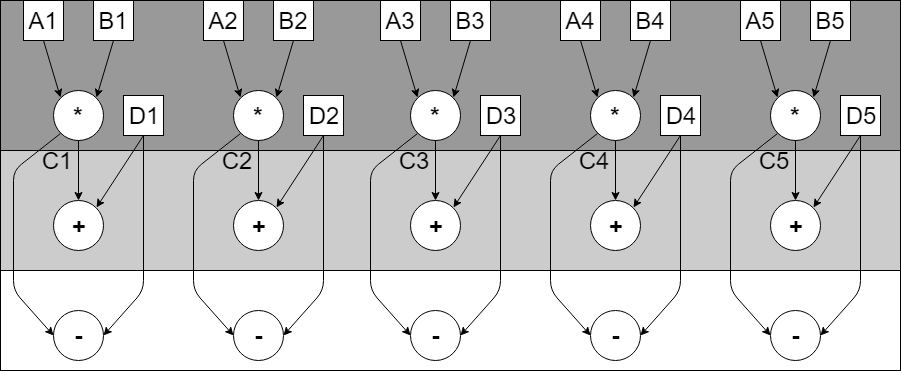 A1 B1 A2 B2 A3 B3 A4 B4 A5 B5
* D1 * D2 * D3 * D4 * D5
C1 C2 C3 C4 C5
+ + + + +
- - - - -